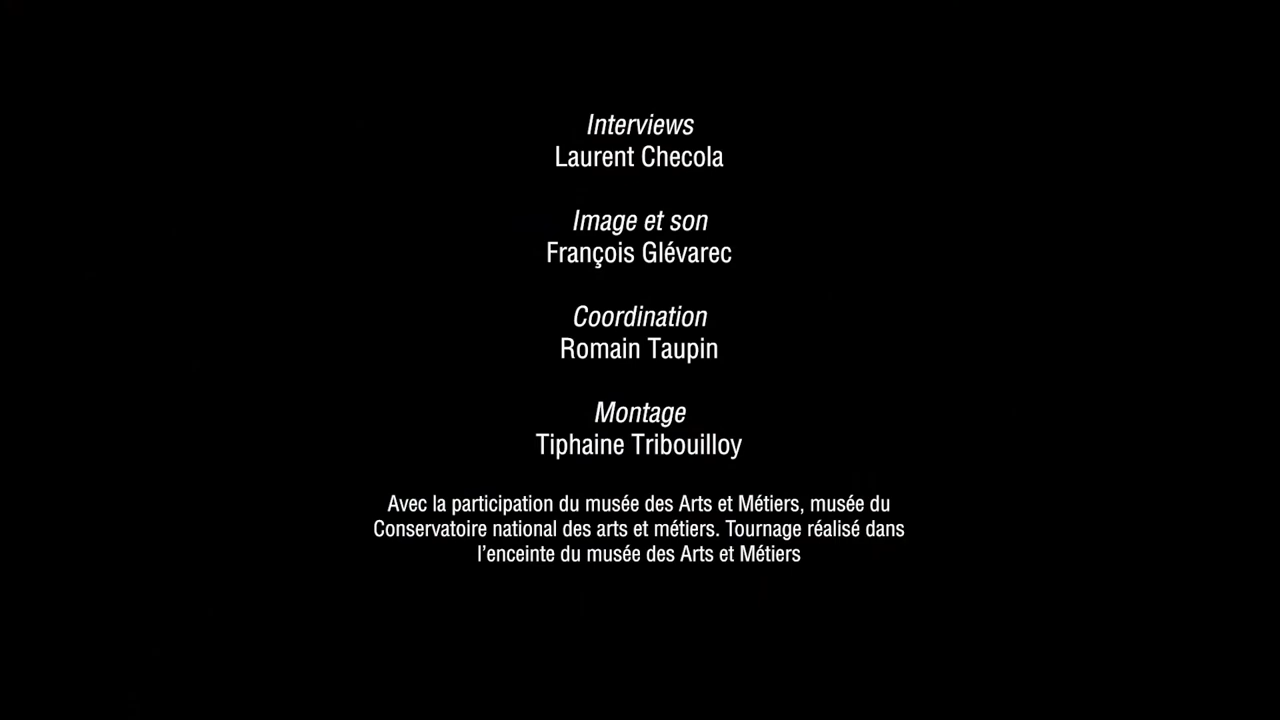 Interviews
Laurent Checola
Image et son
François Glévarec
Coordination
Romain Taupin
Montage
Tiphaine Tribouilloy
Avec la participation du musée des Arts et Métiers, musée du
Conservatoire national des arts et métiers. Tournage réalisé dans
l’enceinte du musée des Arts et Métiers